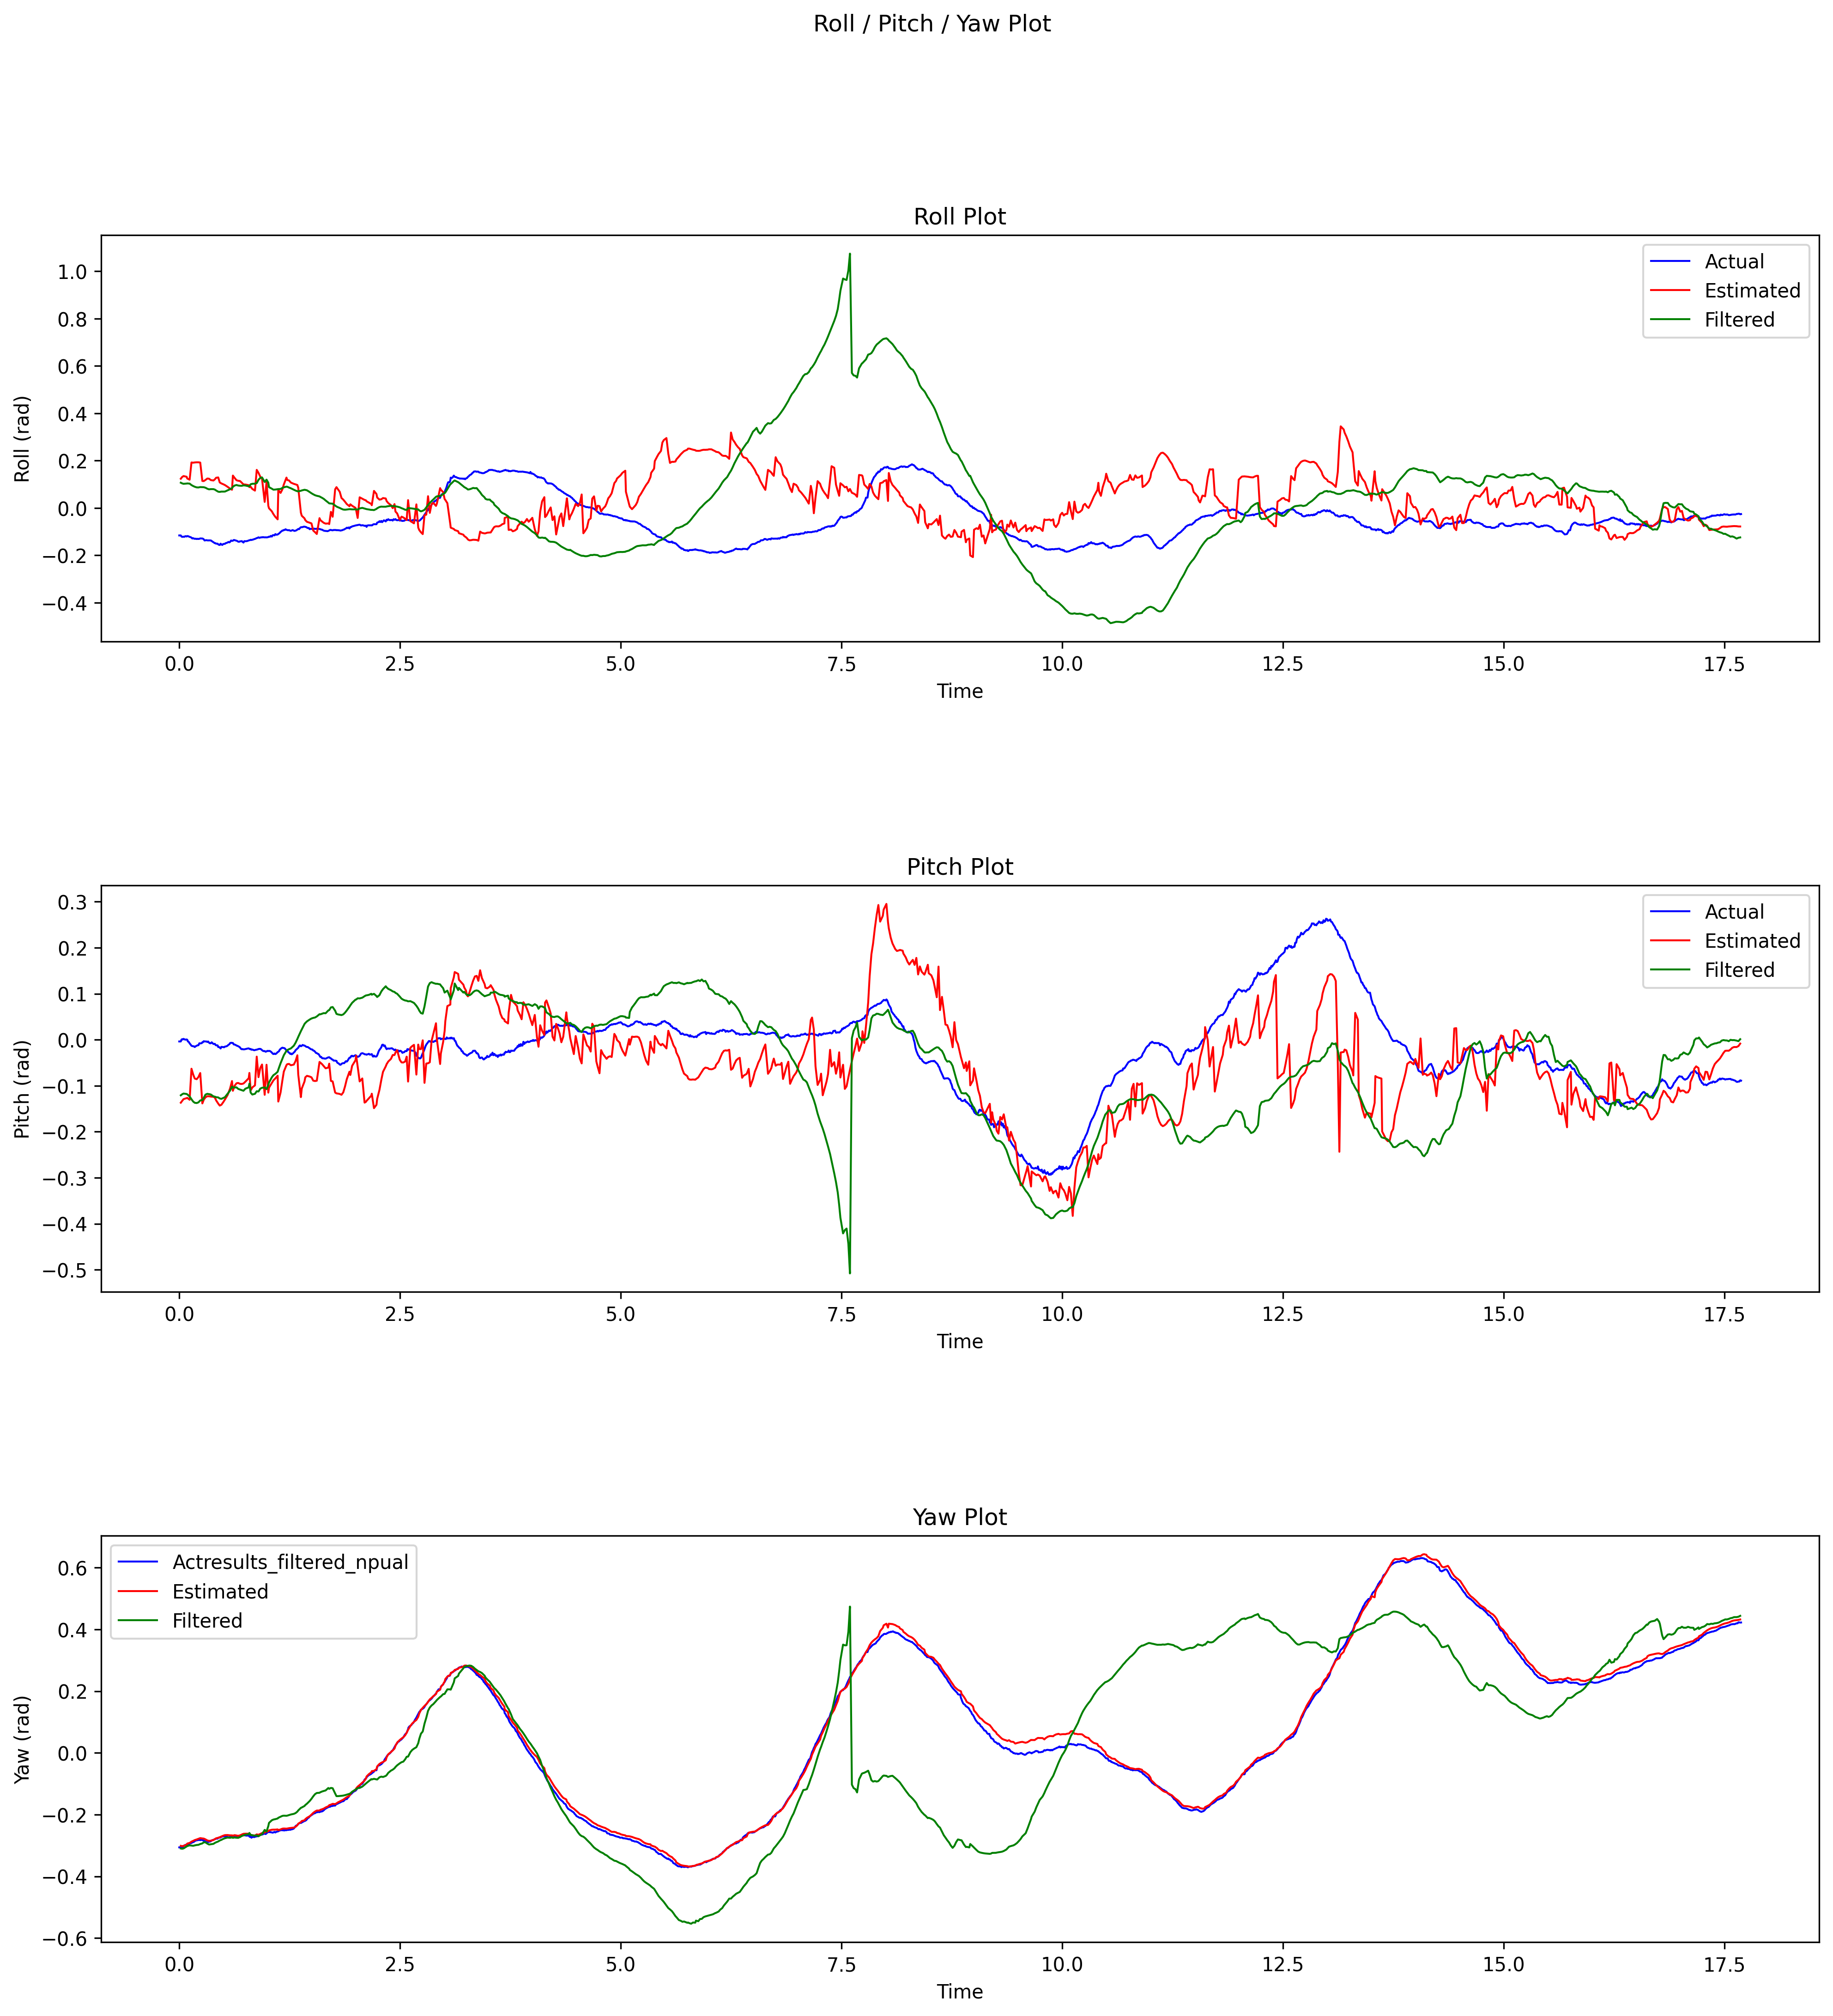 Roll / Pitch / Yaw Plot
Roll Plot
Roll (rad)
1.0
0.8
0.6
0.4
0.2
0.0
−0.2
−0.4
Actual
Estimated
Filtered
0.0 2.5 5.0 7.5 10.0 12.5 15.0 17.5
Time
Pitch Plot
Pitch (rad)
0.3
0.2
0.1
0.0
−0.1
−0.2
−0.3
−0.4
−0.5
Actual
Estimated
Filtered
0.0 2.5 5.0 7.5 10.0 12.5 15.0 17.5
Time
Yaw Plot
Yaw (rad)
0.6
0.4
0.2
0.0
−0.2
−0.4
−0.6
Actresults_filtered_npual
Estimated
Filtered
0.0 2.5 5.0 7.5 10.0 12.5 15.0 17.5
Time